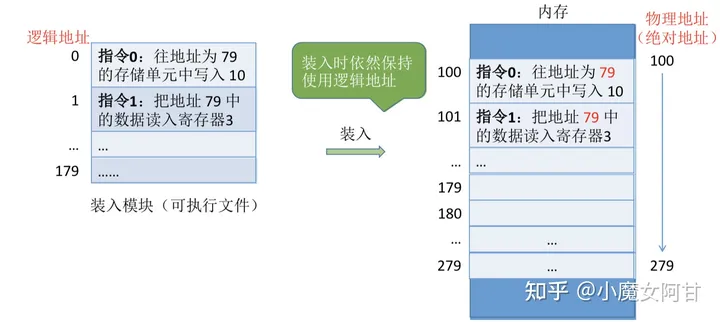 逻辑地址
0
指令0：往地址为 79
的存储单元中写入 10
1
指令1：把地址 79 中
的数据读入寄存器3
...
...
179
......
装入模块（可执行文件）
装入时依然保持
使用逻辑地址
装入
内存
物理地址
（绝对地址）
100
指令0：往地址为 79
的存储单元中写入 10
100
101
指令1：把地址 79 中
的数据读入寄存器3
...
...
179
180
...
...
279
...
279
知乎 @小魔女阿甘